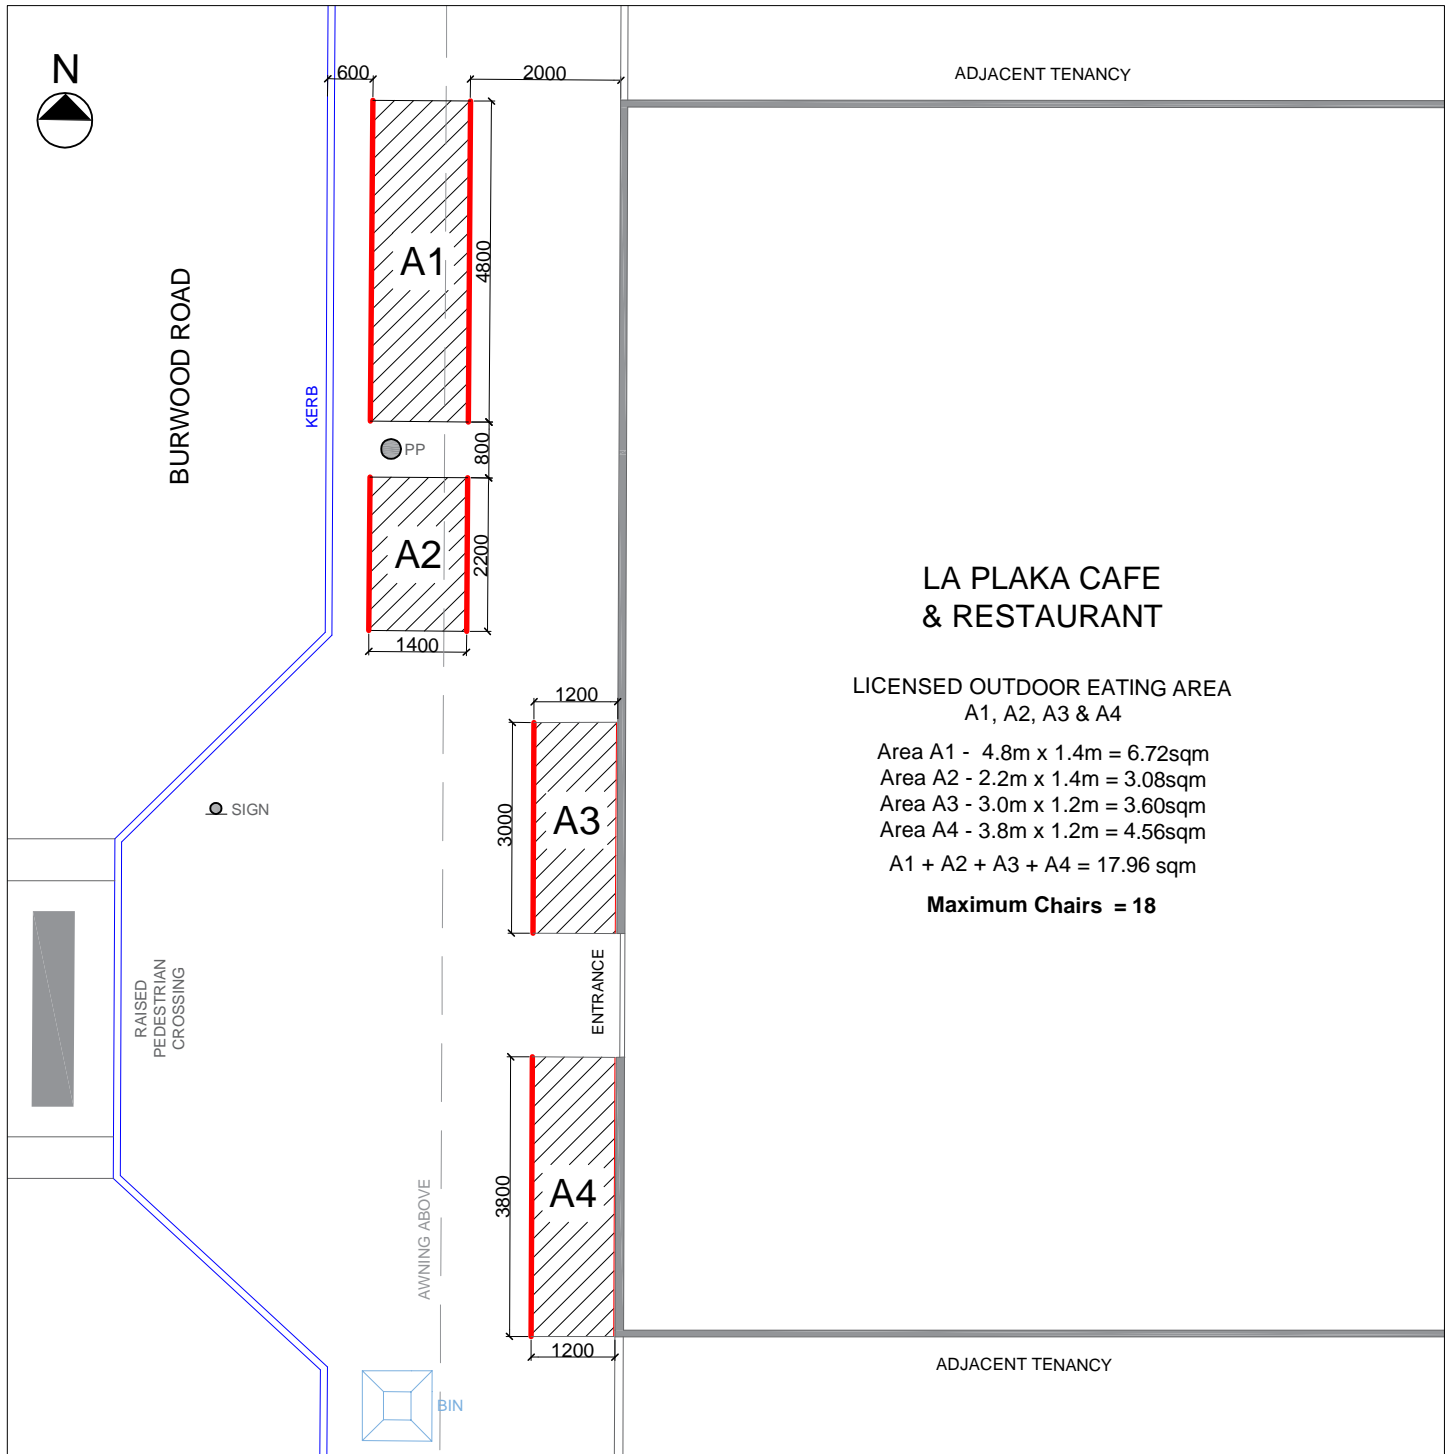 N
600
2000
ADJACENT TENANCY
A1
4800
BURWOOD ROAD
KERB
PP
800
A2
2200
1400
LA PLAKA CAFE
& RESTAURANT
LICENSED OUTDOOR EATING AREA
A1, A2, A3 & A4
Area A1 - 4.8m x 1.4m = 6.72sqm
Area A2 - 2.2m x 1.4m = 3.08sqm
Area A3 - 3.0m x 1.2m = 3.60sqm
Area A4 - 3.8m x 1.2m = 4.56sqm
A1 + A2 + A3 + A4 = 17.96 sqm
Maximum Chairs = 18
1200
SIGN
3000
A3
RAISED
PEDESTRIAN
CROSSING
ENTRANCE
3800
A4
AWNING ABOVE
1200
ADJACENT TENANCY
BIN